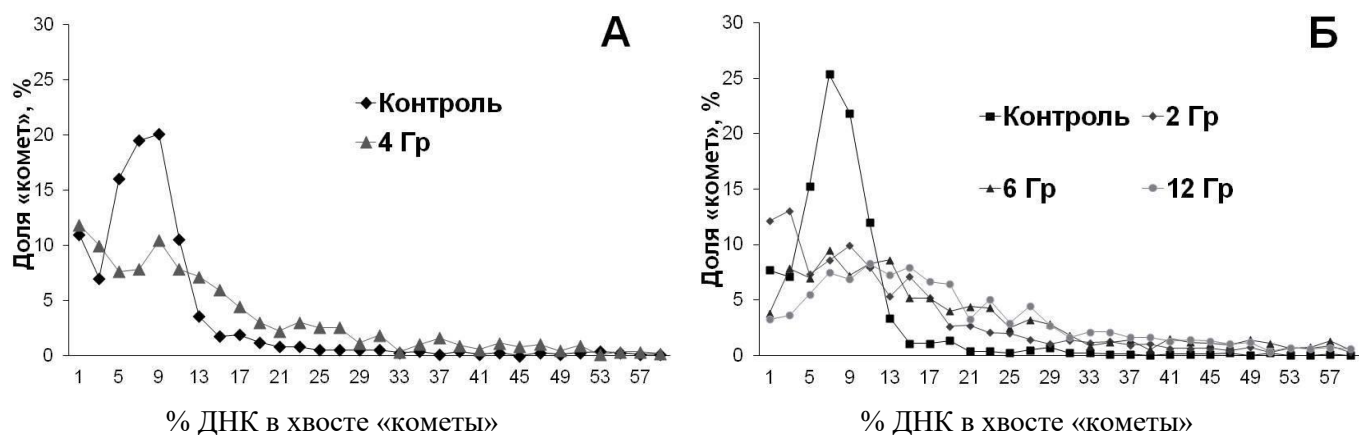 А
Доля «комет», %
30
25
20
15
10
5
0
Контроль
4 Гр
1 5 9 13 17 21 25 29 31 33 37 41 45 49 53 57
% ДНК в хвосте «кометы»
Б
Доля «комет», %
30
25
20
15
10
5
0
Контроль 2 Гр
6 Гр 12 Гр
1 5 9 13 17 21 25 29 33 37 41 45 49 53 57
% ДНК в хвосте «кометы»